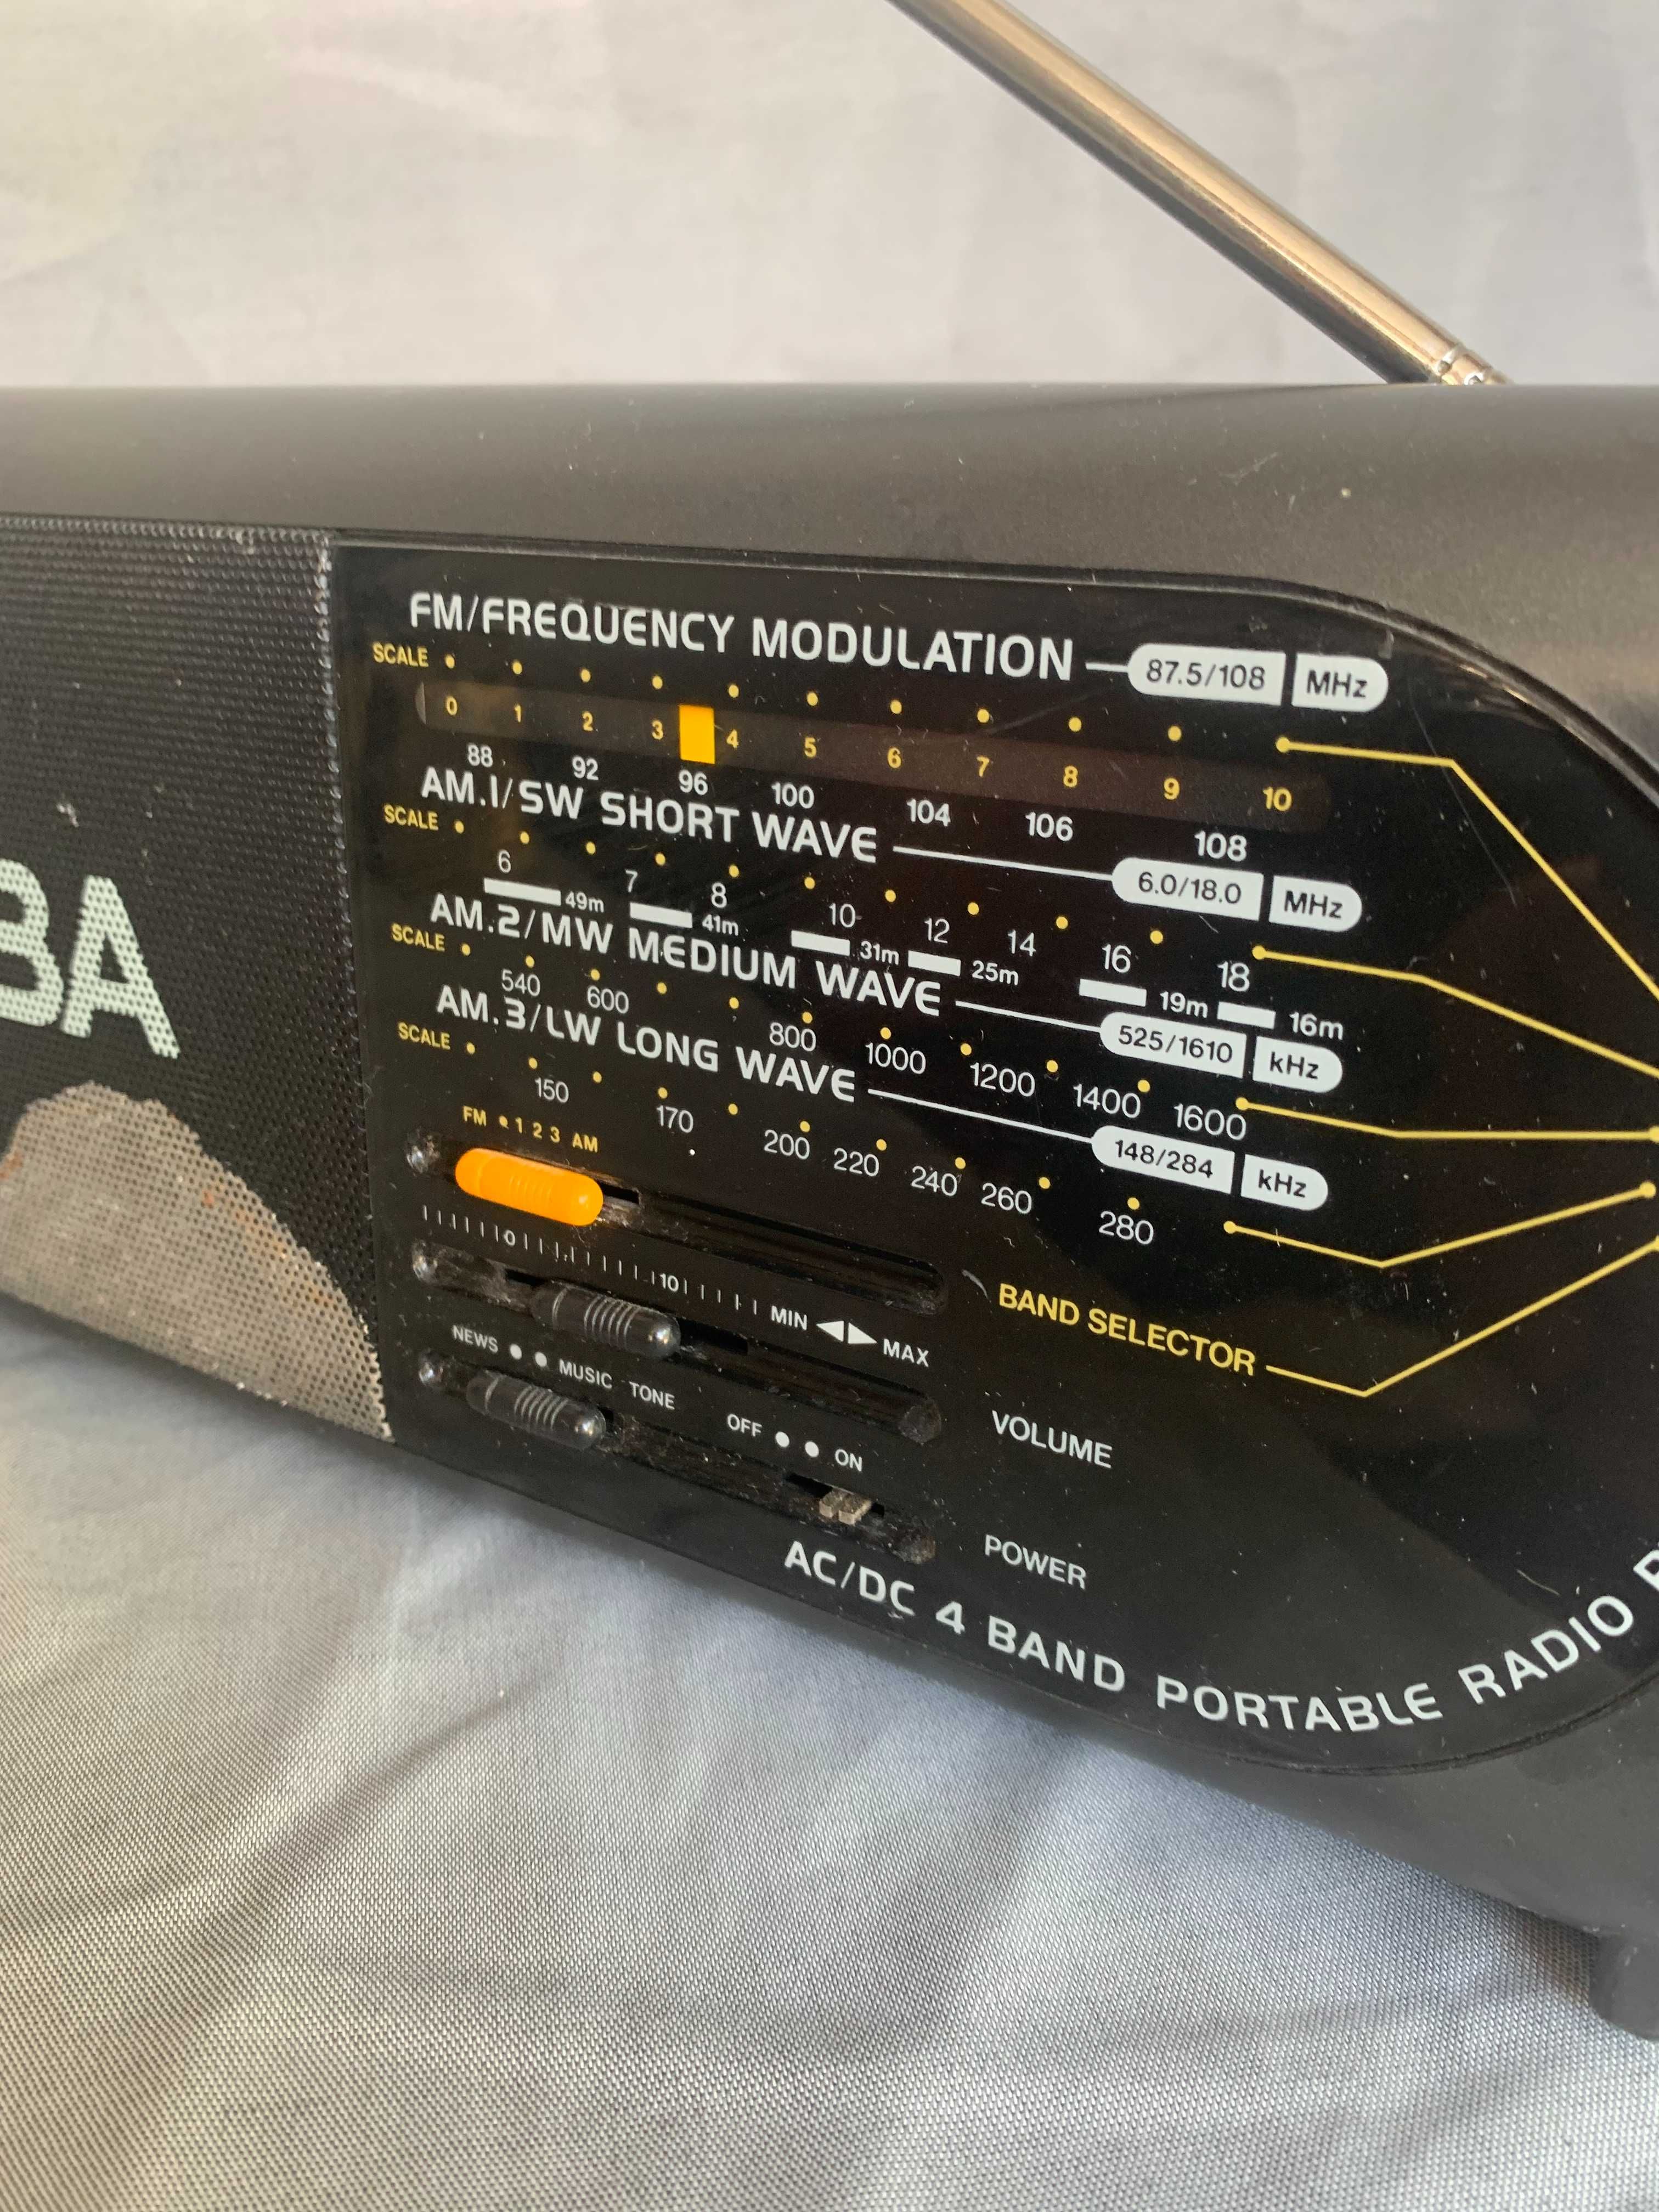 BA
FM/FREQUENCY MODULATION 87.5/108 MHz
SCALE
0 1 2 3 4 5 6 7 8 9 10
88 92 96 100 104 106 108
AM.1/SW SHORT WAVE 6.0/18.0 MHz
SCALE
6 7 8 10 12 14 16 18
49m 41m 31m 25m 19m 16m
AM.2/MW MEDIUM WAVE 525/1610 kHz
SCALE
540 600 800 1000 1200 1400 1600
AM.3/LW LONG WAVE 148/284 kHz
SCALE
150 170 200 220 240 260 280
FM • 1 2 3 AM
BAND SELECTOR
0 10 MIN ◀▶ MAX
VOLUME
NEWS ● ● MUSIC TONE
OFF ● ● ON
POWER
AC/DC 4 BAND PORTABLE RADIO